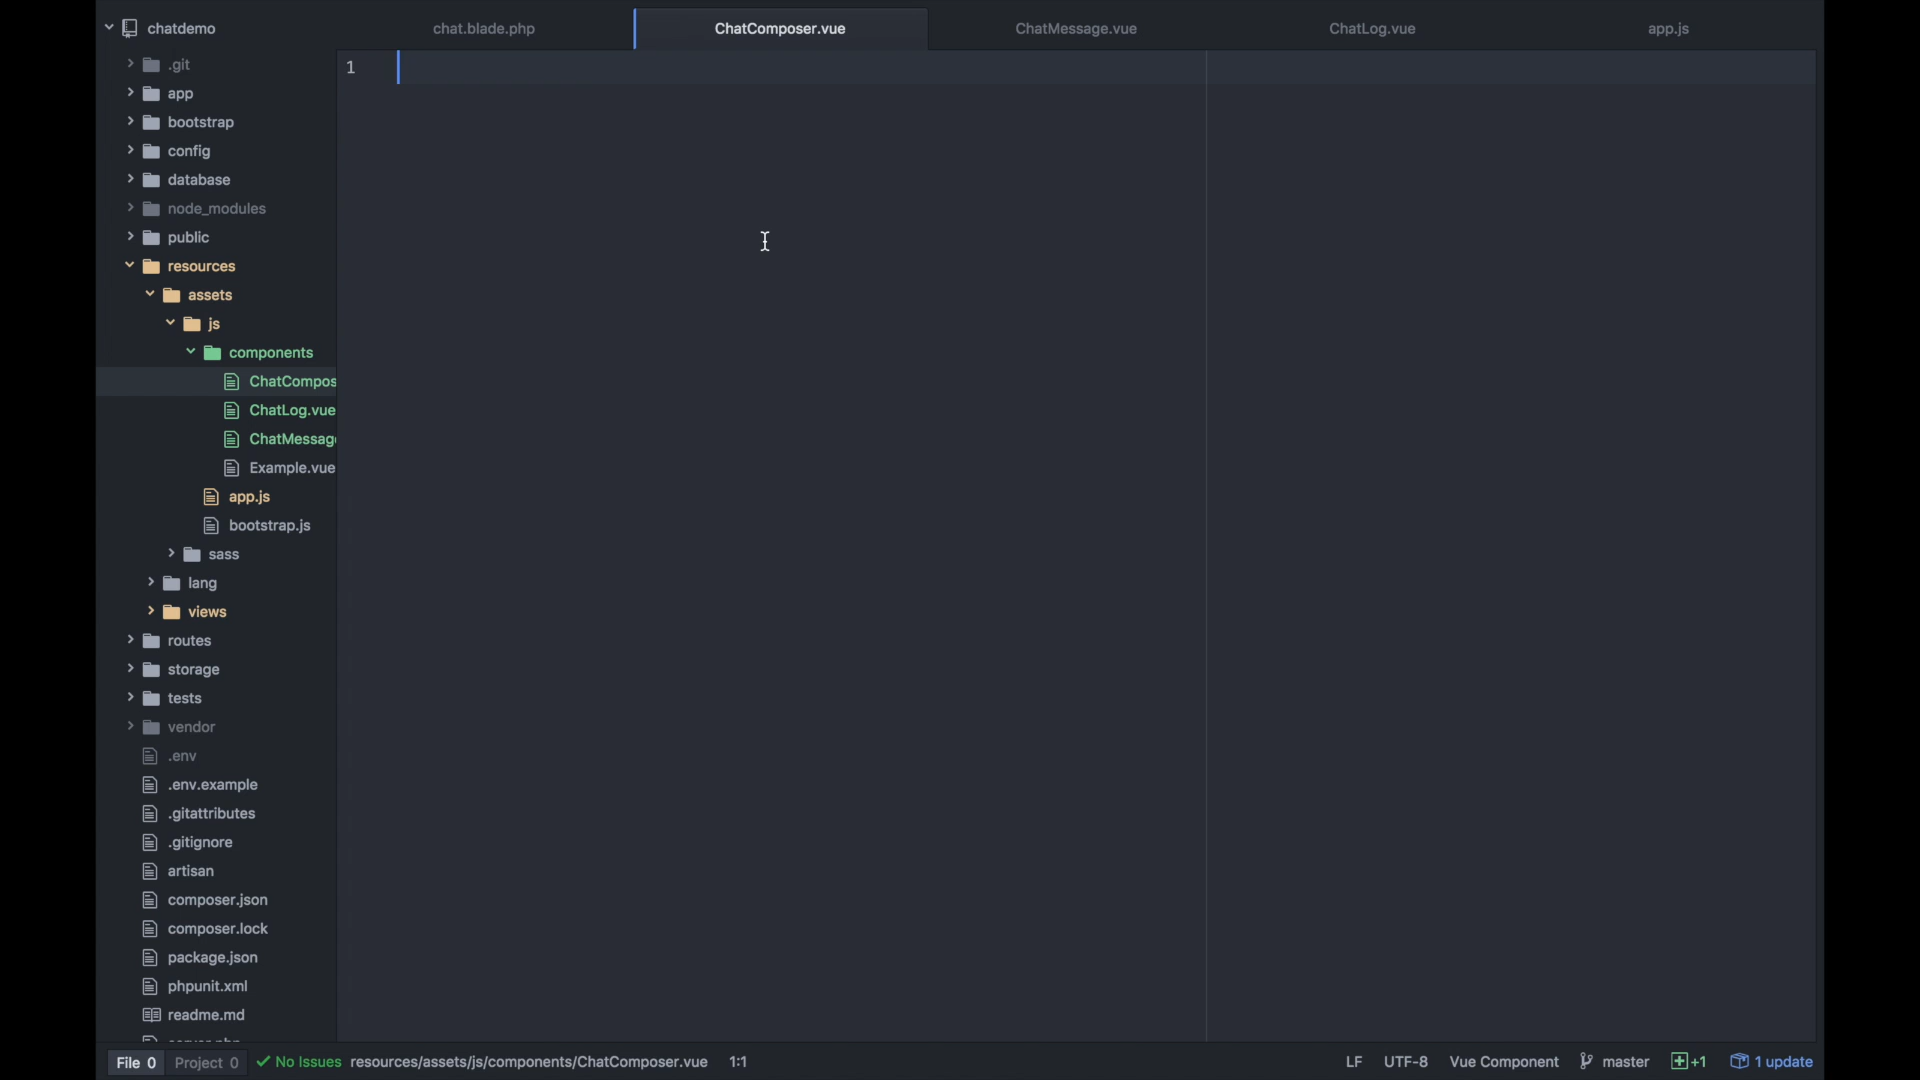 chatdemo
chat.blade.php
ChatComposer.vue
ChatMessage.vue
ChatLog.vue
app.js
.git
app
bootstrap
config
database
node_modules
public
resources
assets
js
components
ChatCompos
ChatLog.vue
ChatMessag
Example.vue
app.js
bootstrap.js
sass
lang
views
routes
storage
tests
vendor
.env
.env.example
.gitattributes
.gitignore
artisan
composer.json
composer.lock
package.json
phpunit.xml
readme.md
1
File 0
Project 0
No Issues
resources/assets/js/components/ChatComposer.vue
1:1
LF
UTF-8
Vue Component
master
+1
1 update